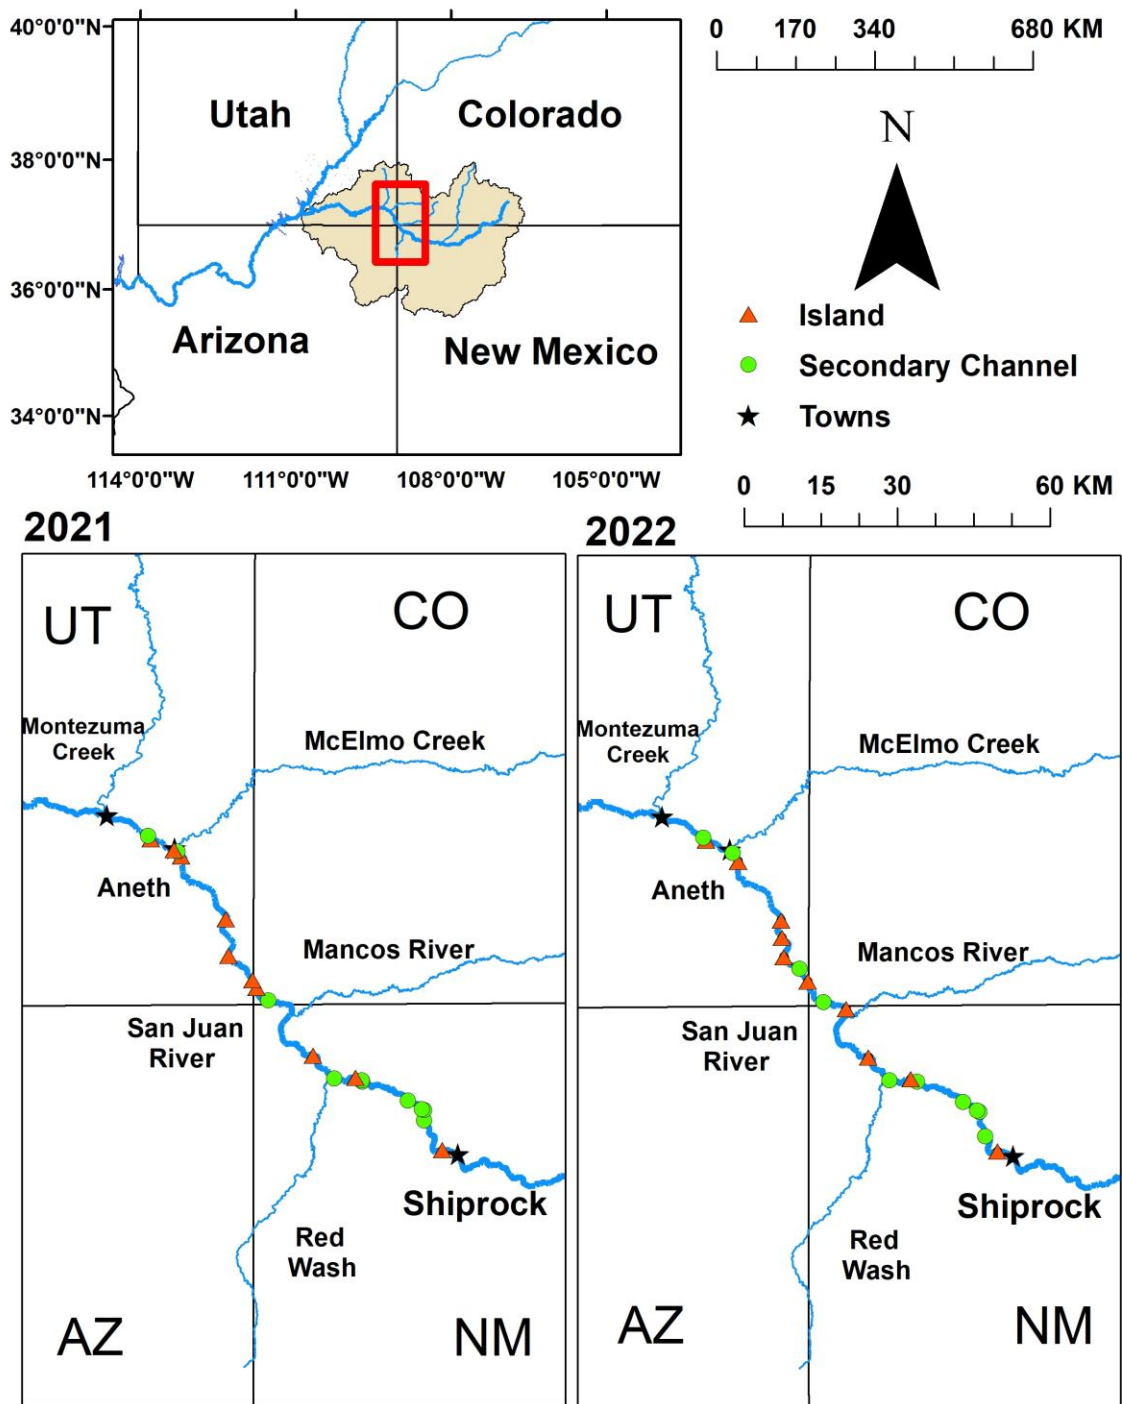 40°0'0"N
38°0'0"N
36°0'0"N
34°0'0"N
114°0'0"W 111°0'0"W 108°0'0"W 105°0'0"W
Utah
Colorado
Arizona
New Mexico
0 170 340 680 KM
N
Island
Secondary Channel
Towns
0 15 30 60 KM
2021
UT
CO
Montezuma
Creek
McElmo Creek
Aneth
Mancos River
San Juan
River
Shiprock
Red
Wash
AZ
NM
2022
UT
CO
Montezuma
Creek
McElmo Creek
Aneth
Mancos River
San Juan
River
Shiprock
Red
Wash
AZ
NM